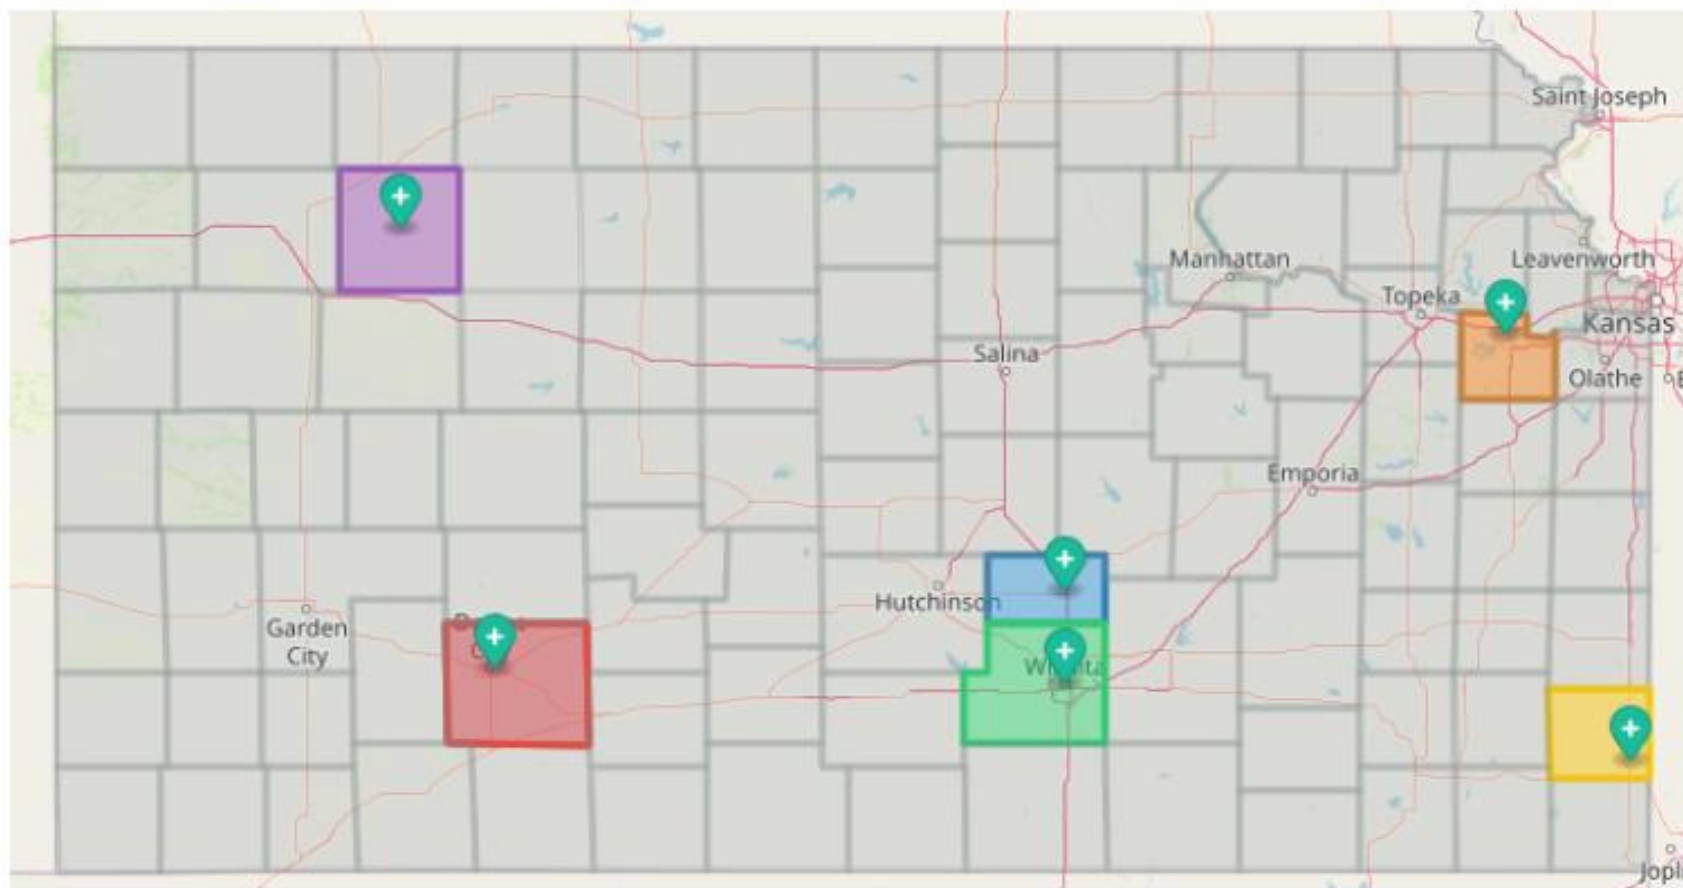 Saint Joseph
Manhattan
Leavenworth
Topeka
Kansas
Salina
Olathe
Emporia
Hutchinson
Garden
City